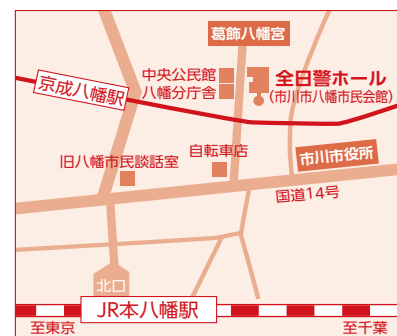 葛飾八幡宮
中央公民館
八幡分庁舎
全日警ホール
(市川市八幡市民会館)
京成八幡駅
旧八幡市民談話室
自転車店
市川市役所
国道14号
北口
JR本八幡駅
至東京
至千葉